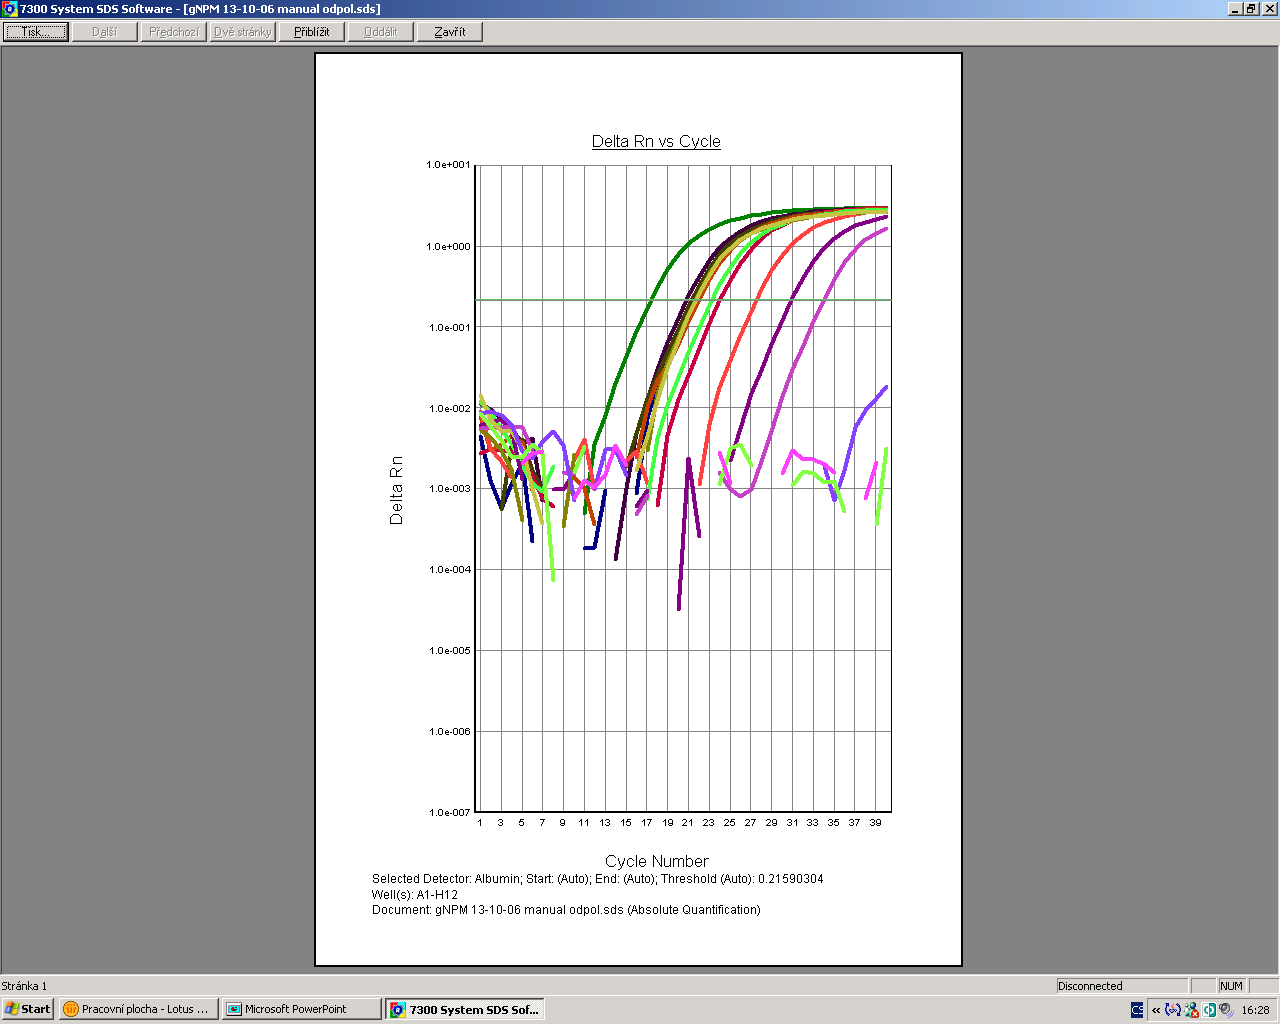 7300 System SDS Software - [gNPM 13-10-06 manual odpol.sds]
Tisk... Další Předchozí Dvě stránky Přiblížit Oddálit Zavřít
Delta Rn vs Cycle
1.0e+001
1.0e+000
1.0e-001
1.0e-002
1.0e-003
1.0e-004
1.0e-005
1.0e-006
1.0e-007
Delta Rn
1 3 5 7 9 11 13 15 17 19 21 23 25 27 29 31 33 35 37 39
Cycle Number
Selected Detector: Albumin; Start: (Auto); End: (Auto); Threshold (Auto): 0.21590304
Well(s): A1-H12
Document: gNPM 13-10-06 manual odpol.sds (Absolute Quantification)
Stránka 1 Disconnected NUM
Start Pracovní plocha - Lotus ... Microsoft PowerPoint 7300 System SDS Sof... CS « 16:28